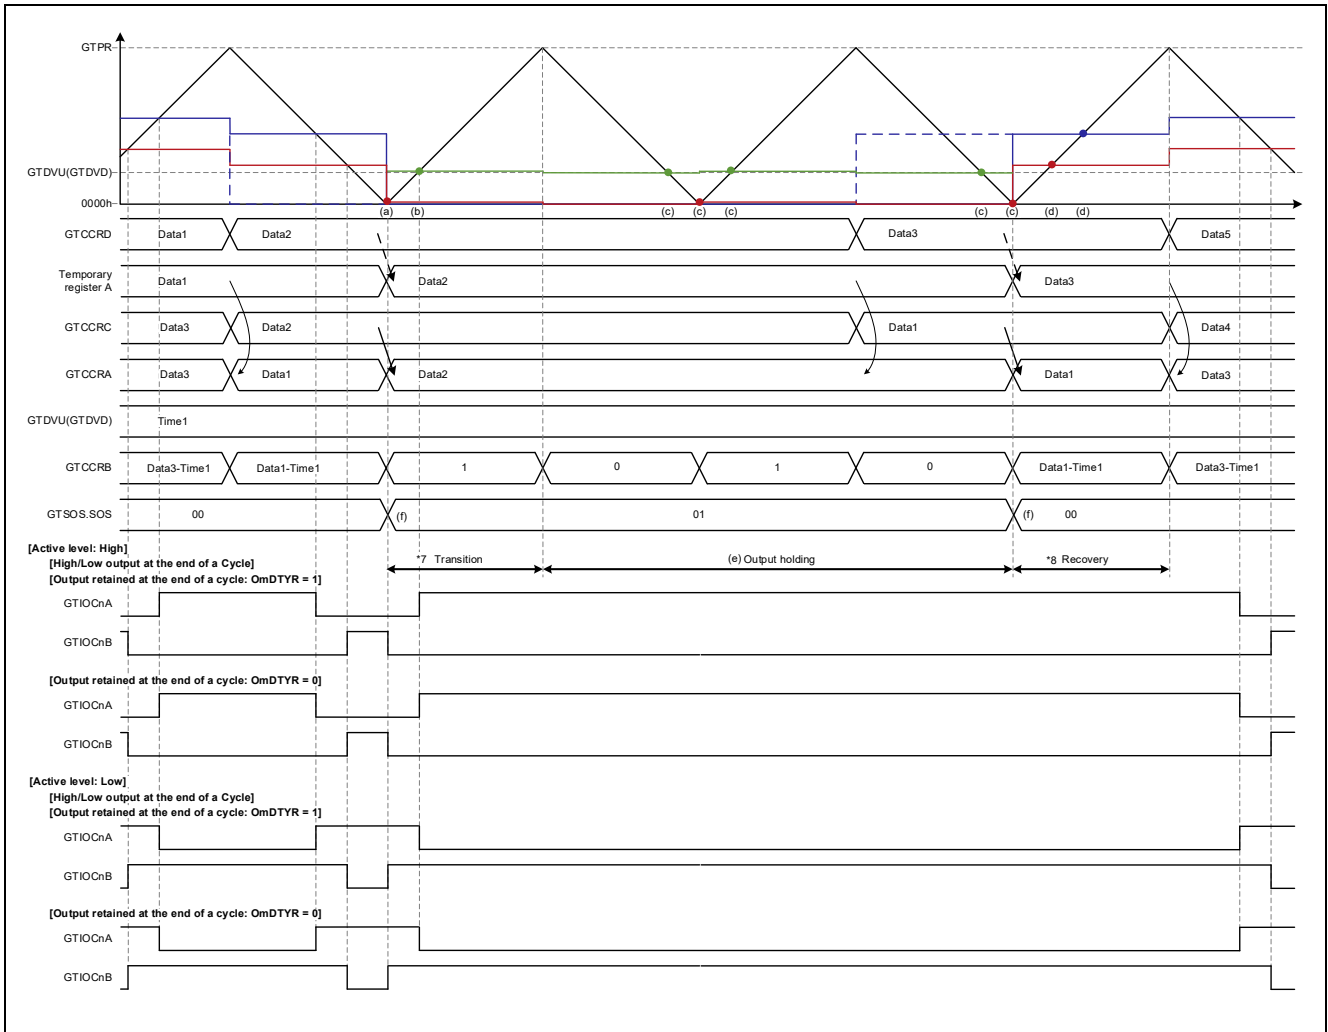 GTPR
GTDVU(GTDVD)
0000h
(a) (b) (c) (c) (c) (c) (c) (d) (d)
GTCCRD Data1 Data2 Data3 Data5
Temporary
register A Data1 Data2 Data3
GTCCRC Data3 Data2 Data1 Data4
GTCCRA Data3 Data1 Data2 Data1 Data3
GTDVU(GTDVD) Time1
GTCCRB Data3-Time1 Data1-Time1 1 0 1 0 Data1-Time1 Data3-Time1
GTSOS.SOS 00 (f) 01 (f) 00
[Active level: High]
[High/Low output at the end of a Cycle] *7 Transition (e) Output holding *8 Recovery
[Output retained at the end of a cycle: OmDTYR = 1]
GTIOCnA
GTIOCnB
[Output retained at the end of a cycle: OmDTYR = 0]
GTIOCnA
GTIOCnB
[Active level: Low]
[High/Low output at the end of a Cycle]
[Output retained at the end of a cycle: OmDTYR = 1]
GTIOCnA
GTIOCnB
[Output retained at the end of a cycle: OmDTYR = 0]
GTIOCnA
GTIOCnB